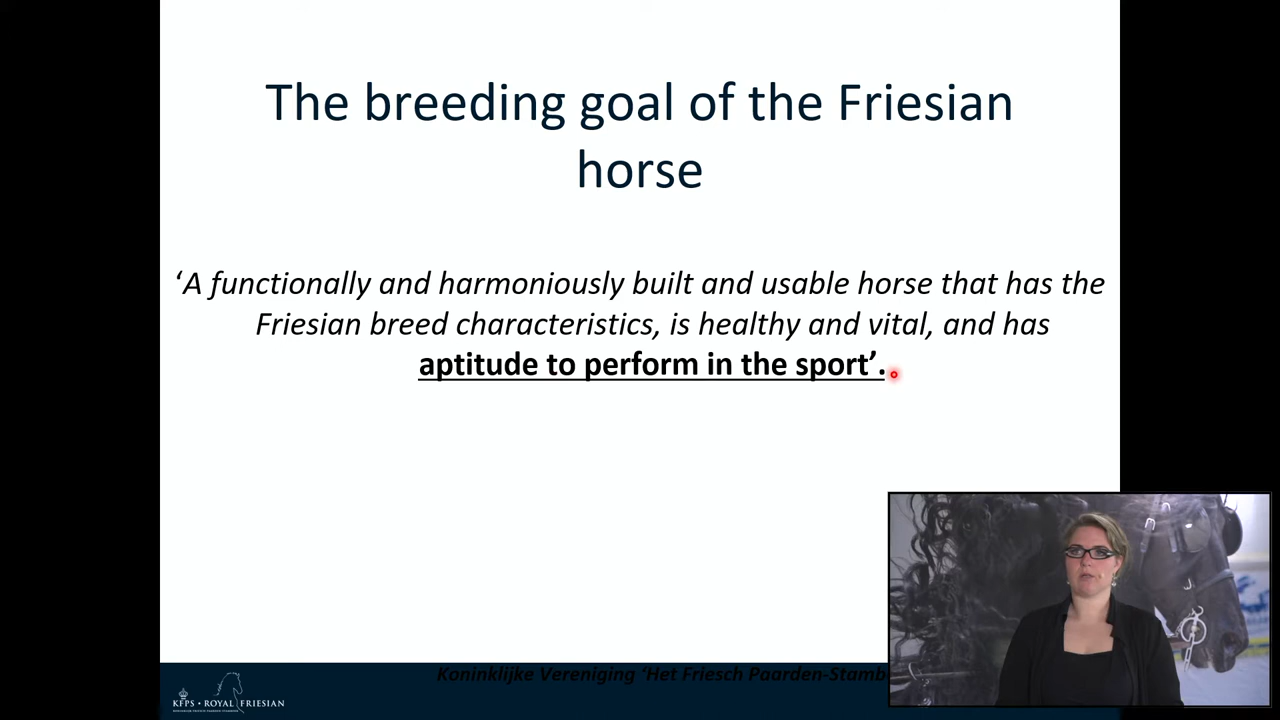 The breeding goal of the Friesian
horse
‘A functionally and harmoniously built and usable horse that has the
Friesian breed characteristics, is healthy and vital, and has
aptitude to perform in the sport’.
Koninklijke Vereniging ‘Het Friesch Paarden-Stamb
KFPS • ROYAL FRIESIAN